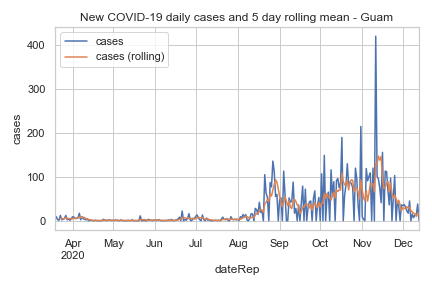 New COVID-19 daily cases and 5 day rolling mean - Guam
cases
cases (rolling)
400
300
200
100
0
cases
Apr May Jun Jul Aug Sep Oct Nov Dec
2020
dateRep